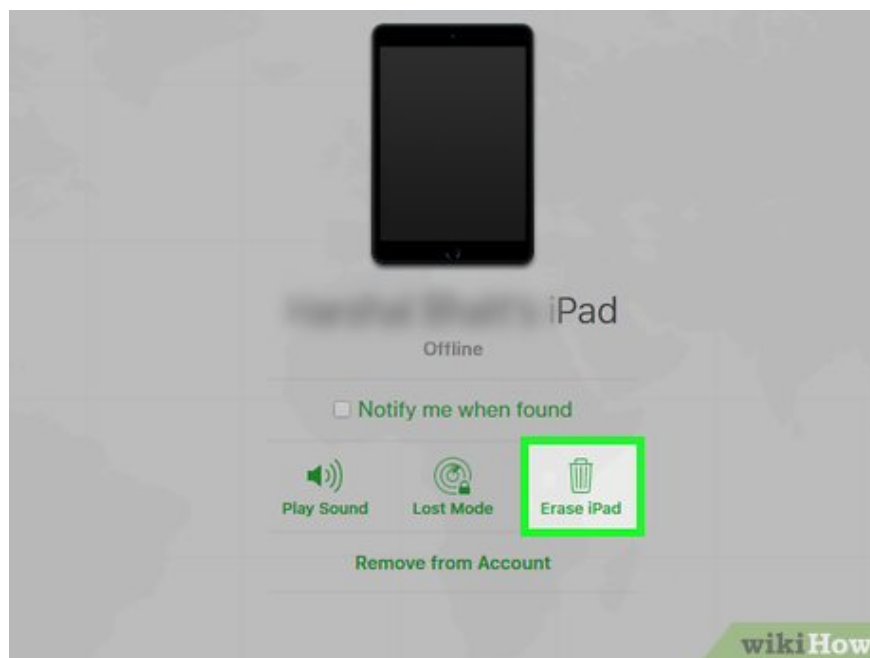 iPad
Offline
Notify me when found
Play Sound
Lost Mode
Erase iPad
Remove from Account
wikiHow